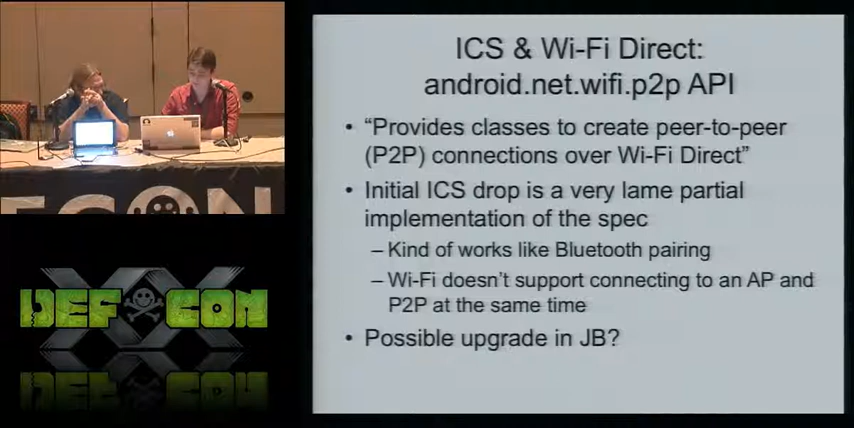 ICS & Wi-Fi Direct:
android.net.wifi.p2p API
• “Provides classes to create peer-to-peer
(P2P) connections over Wi-Fi Direct”
• Initial ICS drop is a very lame partial
implementation of the spec
– Kind of works like Bluetooth pairing
– Wi-Fi doesn’t support connecting to an AP and
P2P at the same time
• Possible upgrade in JB?
DEF CON
XX